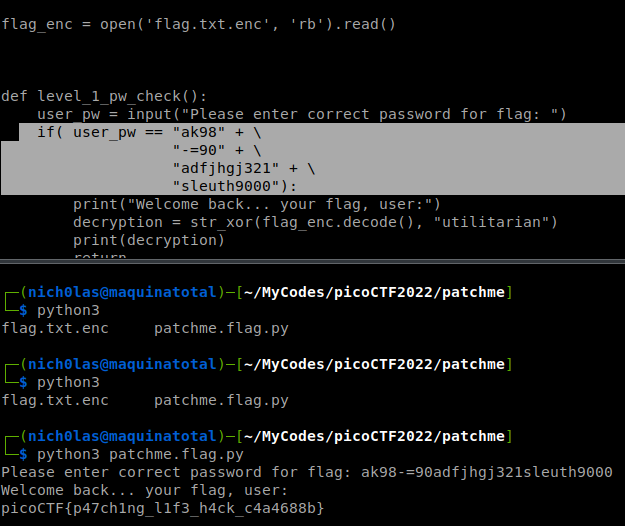 flag_enc = open('flag.txt.enc', 'rb').read()
def level_1_pw_check():
    user_pw = input("Please enter correct password for flag: ")
    if( user_pw == "ak98" + \
                   "-=90" + \
                   "adfjhgj321" + \
                   "sleuth9000"):
        print("Welcome back... your flag, user:")
        decryption = str_xor(flag_enc.decode(), "utilitarian")
        print(decryption)
        return
┌──(nich0las@maquinatotal)-[~/MyCodes/picoCTF2022/patchme]
└─$ python3
flag.txt.enc     patchme.flag.py
┌──(nich0las@maquinatotal)-[~/MyCodes/picoCTF2022/patchme]
└─$ python3
flag.txt.enc     patchme.flag.py
┌──(nich0las@maquinatotal)-[~/MyCodes/picoCTF2022/patchme]
└─$ python3 patchme.flag.py
Please enter correct password for flag: ak98-=90adfjhgj321sleuth9000
Welcome back... your flag, user:
picoCTF{p47ch1ng_l1f3_h4ck_c4a4688b}